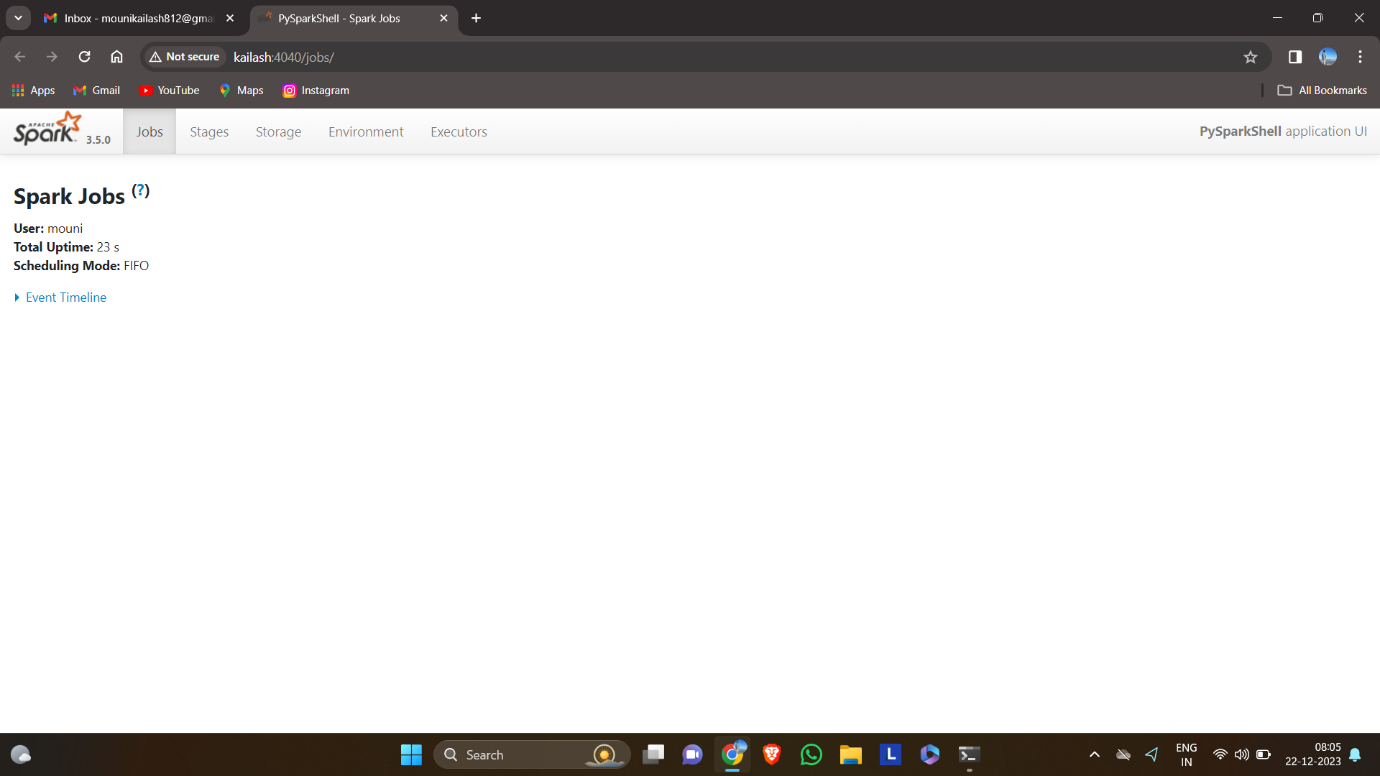 Inbox - mounikailash812@gma
PySparkShell - Spark Jobs
Not secure
kailash:4040/jobs/
Apps
Gmail
YouTube
Maps
Instagram
All Bookmarks
APACHE
Spark 3.5.0
Jobs
Stages
Storage
Environment
Executors
PySparkShell application UI
Spark Jobs (?)
User: mouni
Total Uptime: 23 s
Scheduling Mode: FIFO
Event Timeline
Search
L
ENG
IN
08:05
22-12-2023